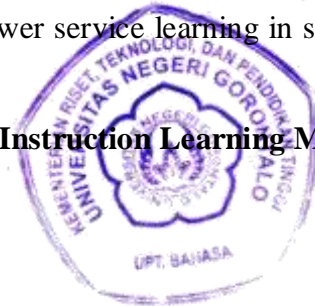 wer service learning in s
Instruction Learning M
KEMENTERIAN RISET, TEKNOLOGI, DAN PENDIDIKAN TINGGI
UNIVERSITAS NEGERI GORONTALO
UPT. BAHASA